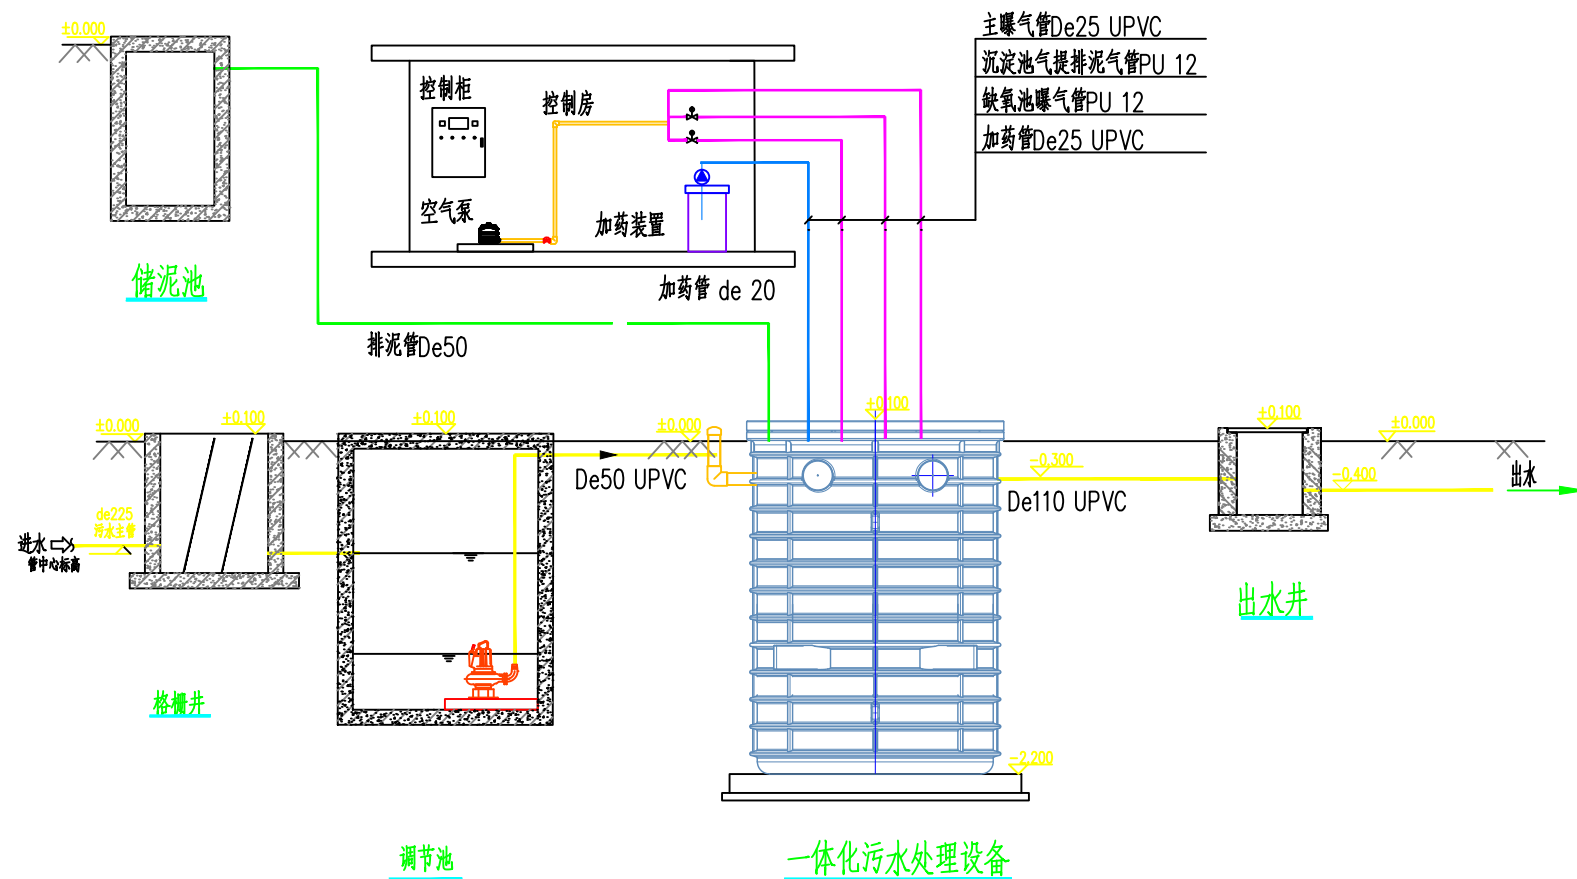 主曝气管De25 UPVC
沉淀池气提排泥气管PU 12
缺氧池曝气管PU 12
加药管De25 UPVC
±0.000
控制柜
控制房
空气泵
加药装置
加药管 de 20
储泥池
排泥管De50
±0.000
±0.100
±0.100
±0.000
±0.100
±0.100
±0.000
De50 UPVC
-0.300
De110 UPVC
-0.400
出水
de225
污水主管
进水
管中心标高
出水井
格栅井
-2.200
调节池
一体化污水处理设备